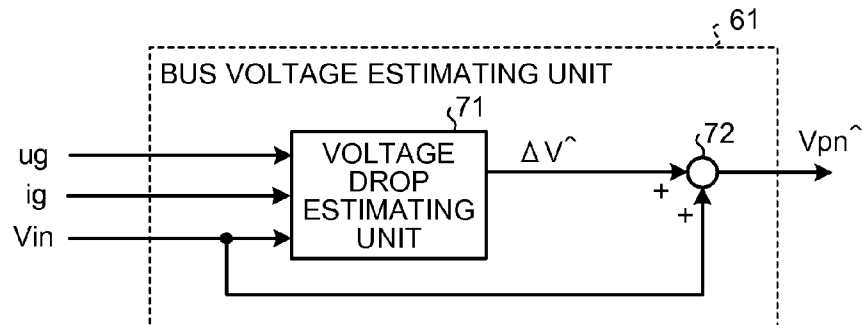 61
BUS VOLTAGE ESTIMATING UNIT
71
72
ug
ig
Vin
VOLTAGE
DROP
ESTIMATING
UNIT
ΔV^
+
+
Vpn^